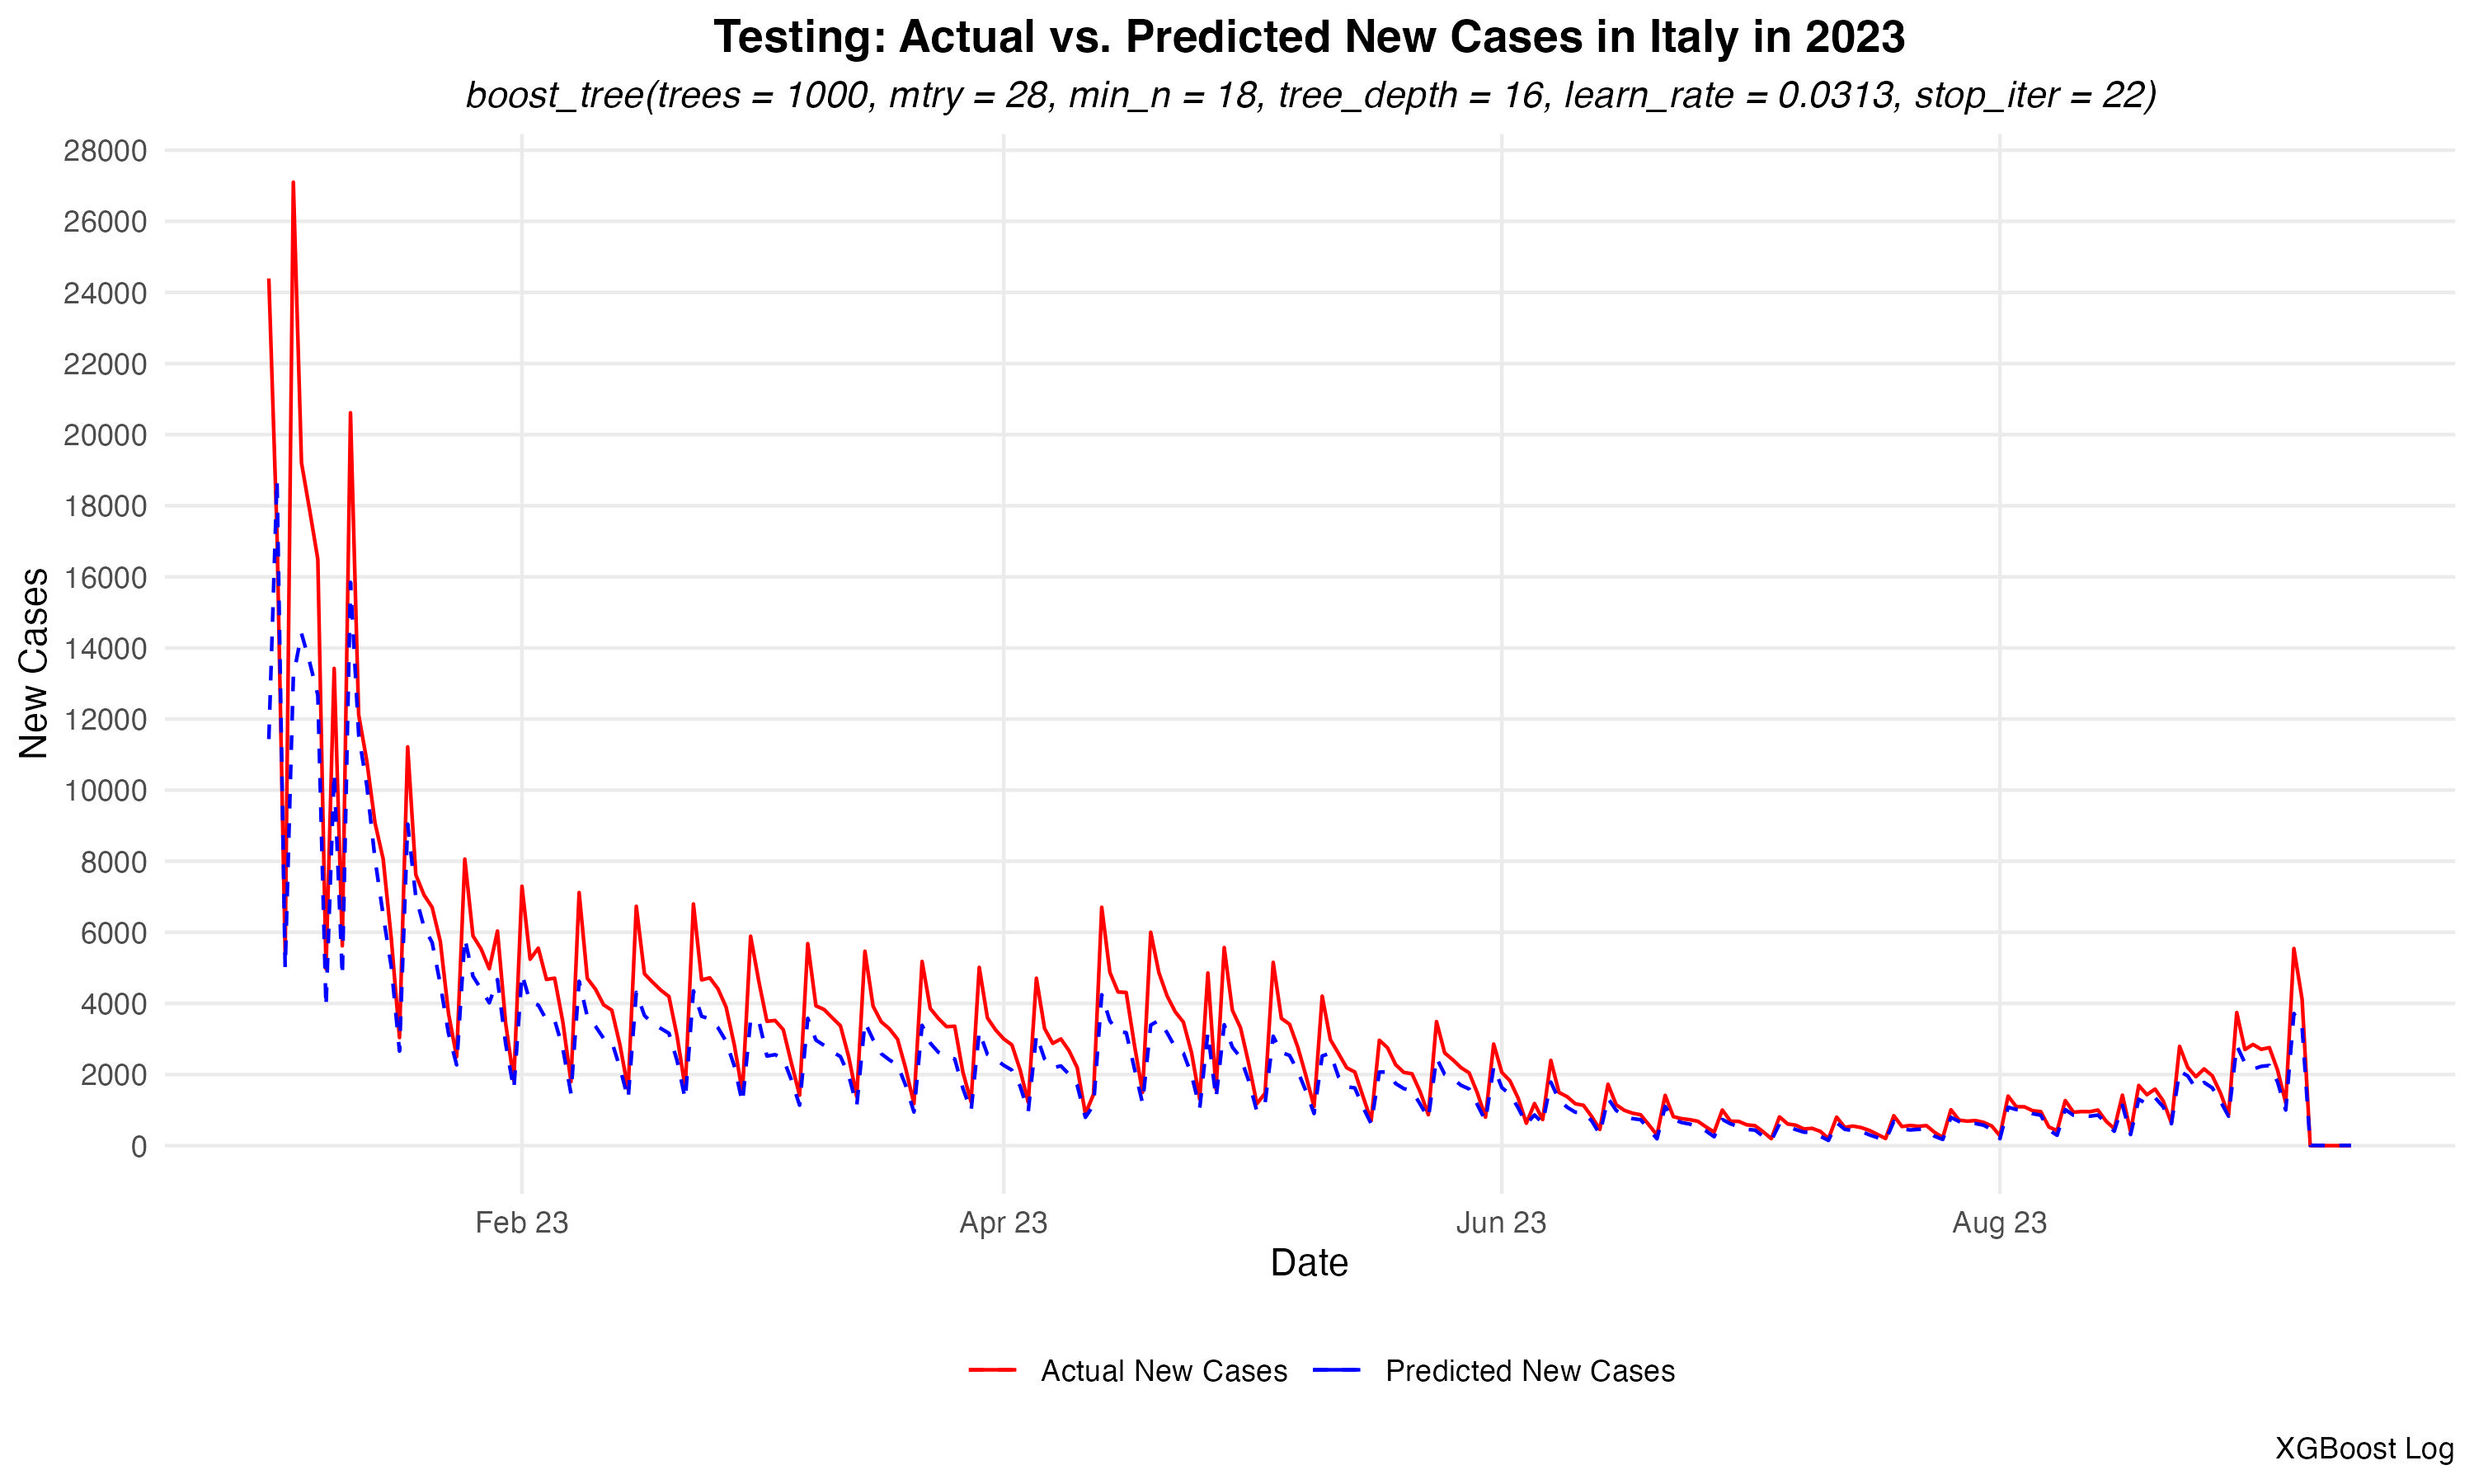 Testing: Actual vs. Predicted New Cases in Italy in 2023
boost_tree(trees = 1000, mtry = 28, min_n = 18, tree_depth = 16, learn_rate = 0.0313, stop_iter = 22)
New Cases
28000
26000
24000
22000
20000
18000
16000
14000
12000
10000
8000
6000
4000
2000
0
Feb 23 Apr 23 Jun 23 Aug 23
Date
Actual New Cases Predicted New Cases
XGBoost Log